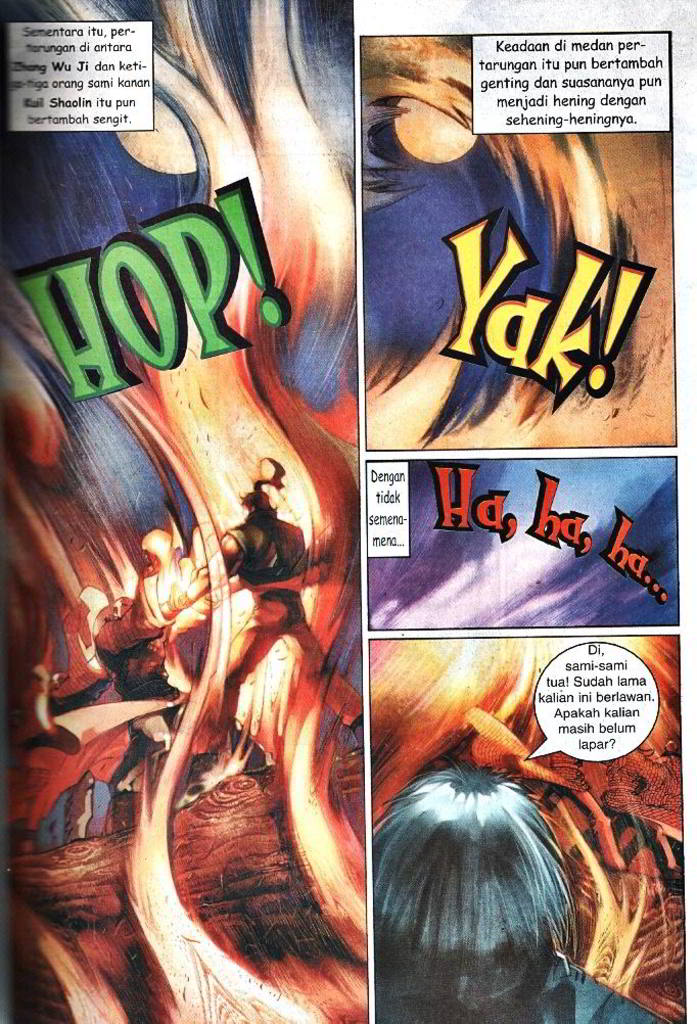 Sementara itu, per-
tarungan di antara
Zhang Wu Ji dan keti-
ga-tiga orang sami kanan
Kuil Shaolin itu pun
bertambah sengit.
HOP!
Keadaan di medan per-
tarungan itu pun bertambah
genting dan suasananya pun
menjadi hening dengan
sehening-heningnya.
Yak!
Dengan
tidak
semena-
mena...
Ha, ha, ha...
Di,
sami-sami
tua! Sudah lama
kalian ini berlawan.
Apakah kalian
masih belum
lapar?